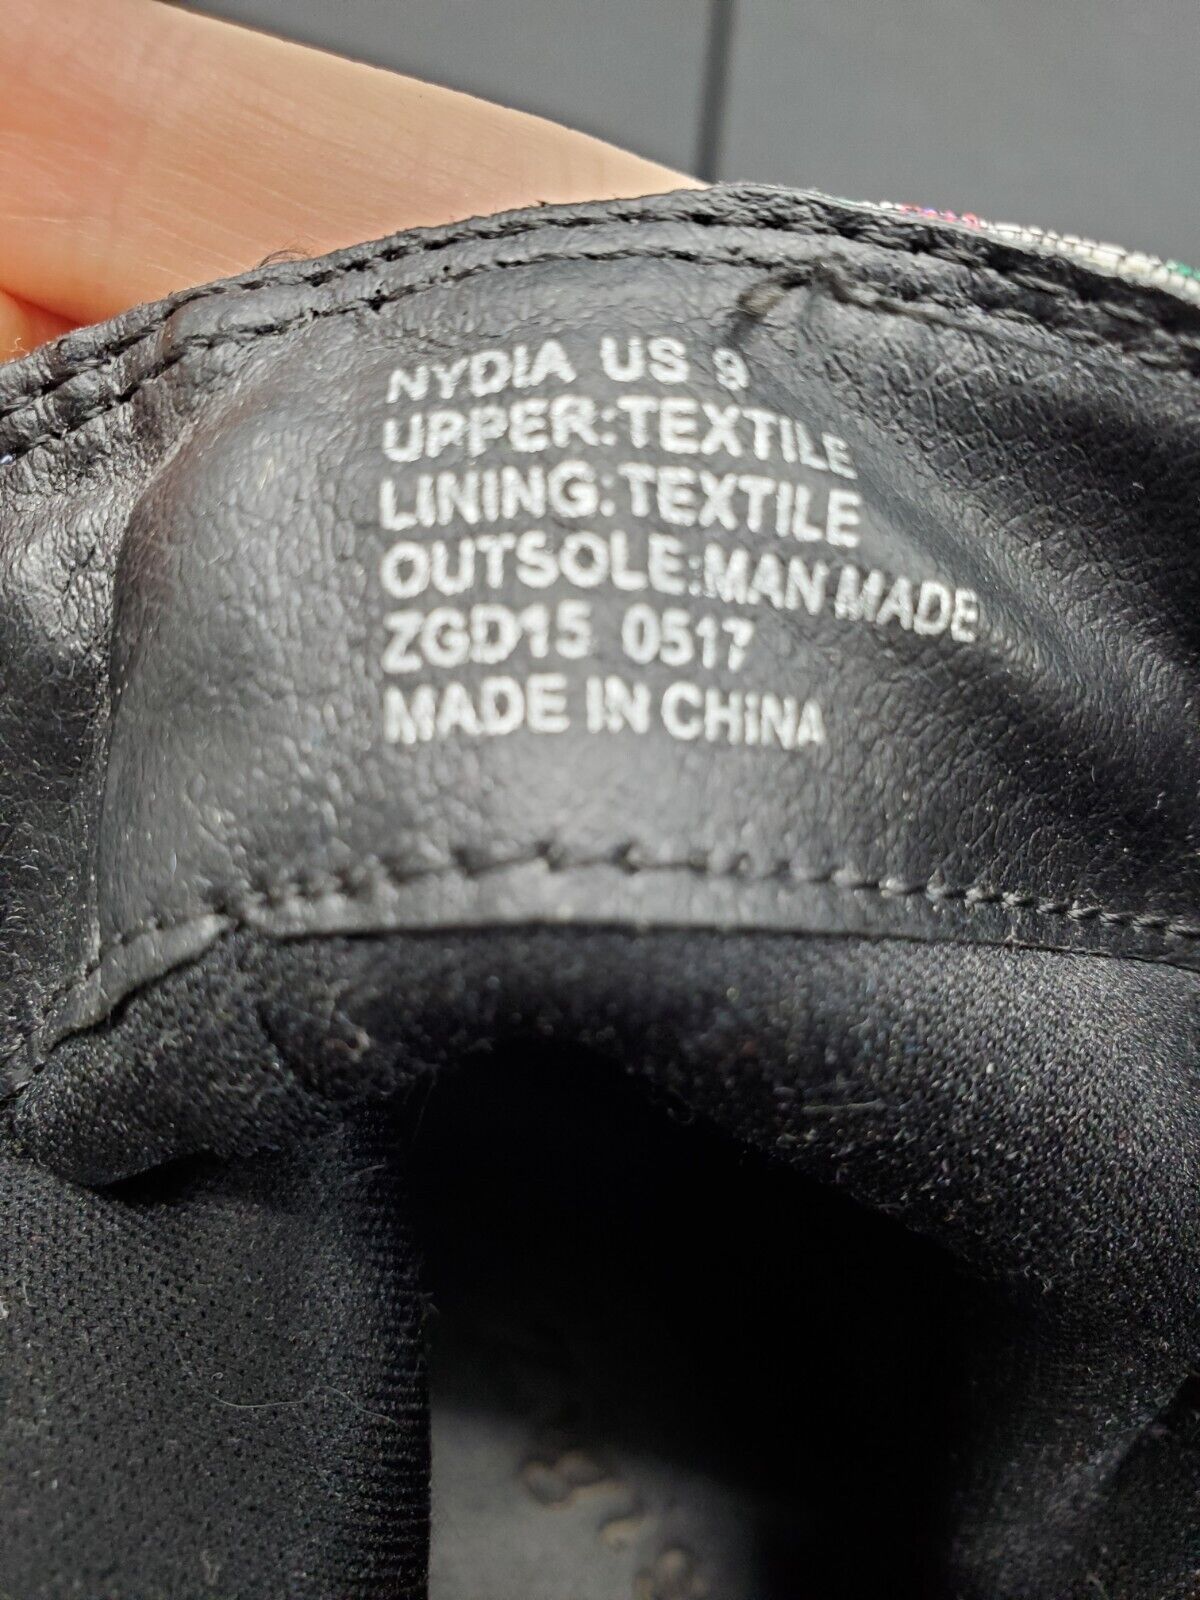 NYDIA US 9
UPPER:TEXTILE
LINING:TEXTILE
OUTSOLE:MAN MADE
ZGD15 0517
MADE IN CHINA